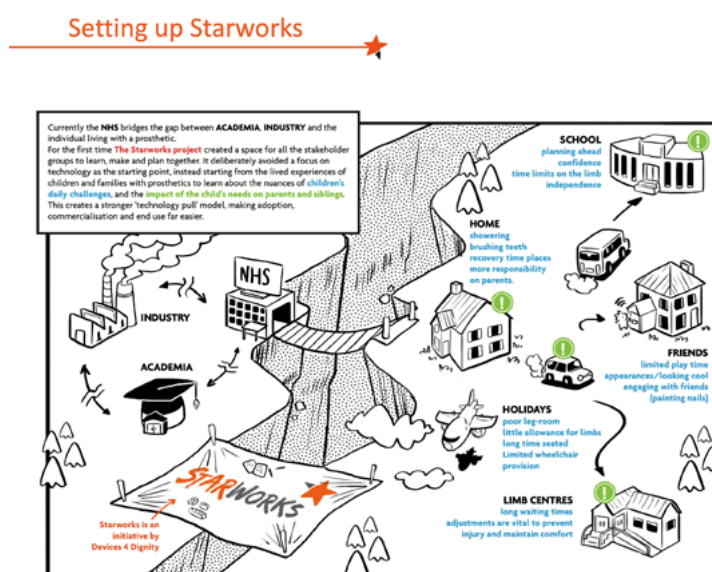 Setting up Starworks
Currently the NHS bridges the gap between ACADEMIA, INDUSTRY and the
individual living with a prosthetic.
For the first time The Starworks project created a space for all the stakeholder
groups to learn, make and plan together. It deliberately avoided a focus on
technology as the starting point, instead starting from the lived experiences of
children and families with prosthetics to learn about the nuances of children's
daily challenges, and the impact of the child's needs on parents and siblings.
This creates a stronger 'technology pull' model, making adoption,
commercialisation and end use far easier.
SCHOOL
planning ahead
confidence
time limits on the limb
independence
HOME
showering
brushing teeth
recovery time places
more responsibility
on parents.
NHS
INDUSTRY
ACADEMIA
FRIENDS
limited play time
appearances/looking cool
engaging with friends
(painting nails)
HOLIDAYS
poor leg-room
little allowance for limbs
long time seated
Limited wheelchair
provision
STARWORKS
LIMB CENTRES
long waiting times
adjustments are vital to prevent
injury and maintain comfort
Starworks is an
initiative by
Devices 4 Dignity